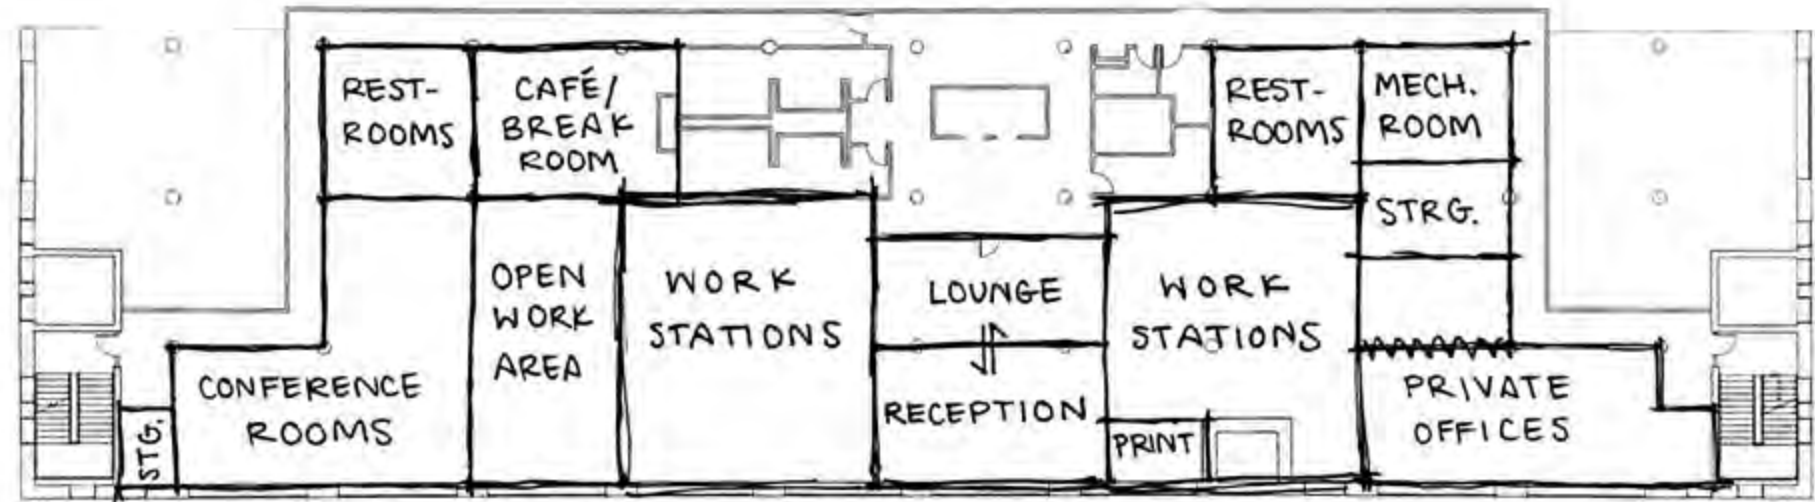 REST-
ROOMS
CAFÉ/
BREAK
ROOM
REST-
ROOMS
MECH.
ROOM
STRG.
OPEN
WORK
AREA
WORK
STATIONS
LOUNGE
WORK
STATIONS
CONFERENCE
ROOMS
STG.
RECEPTION
PRINT
PRIVATE
OFFICES